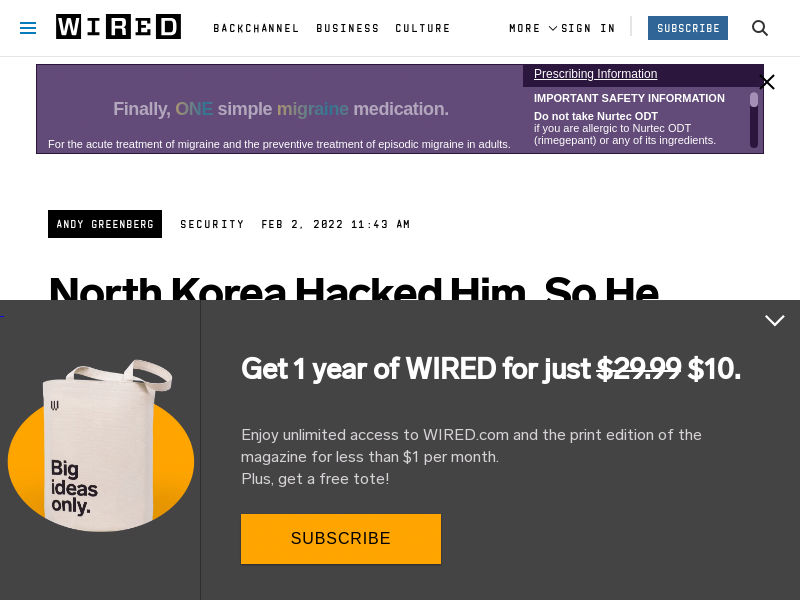 WIRED
BACKCHANNEL BUSINESS CULTURE MORE SIGN IN SUBSCRIBE
Finally, ONE simple migraine medication.
For the acute treatment of migraine and the preventive treatment of episodic migraine in adults.
Prescribing Information
IMPORTANT SAFETY INFORMATION
Do not take Nurtec ODT
if you are allergic to Nurtec ODT
(rimegepant) or any of its ingredients.
ANDY GREENBERG SECURITY FEB 2, 2022 11:43 AM
North Korea Hacked Him. So He
W
Big
ideas
only.
Get 1 year of WIRED for just $29.99 $10.
Enjoy unlimited access to WIRED.com and the print edition of the
magazine for less than $1 per month.
Plus, get a free tote!
SUBSCRIBE